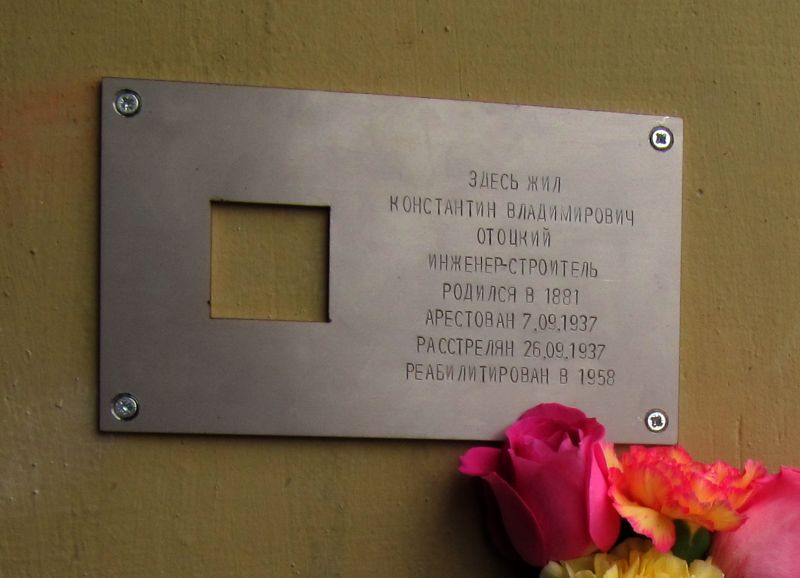 ЗДЕСЬ ЖИЛ
КОНСТАНТИН ВЛАДИМИРОВИЧ
ОТОЦКИЙ
ИНЖЕНЕР-СТРОИТЕЛЬ
РОДИЛСЯ В 1881
АРЕСТОВАН 7.09.1937
РАССТРЕЛЯН 26.09.1937
РЕАБИЛИТИРОВАН В 1958